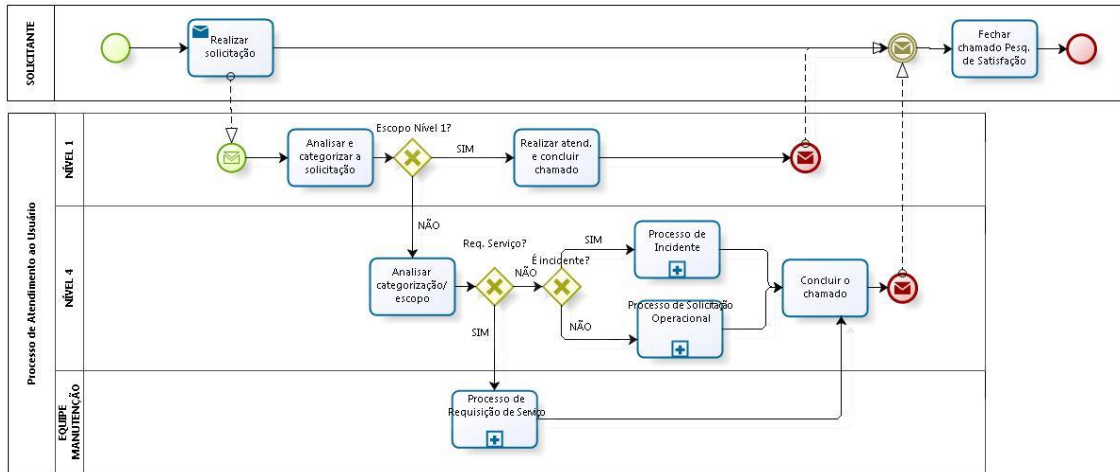 SOLICITANTE
Realizar
solicitação
Fechar
chamado Pesq.
de Satisfação
Processo de Atendimento ao Usuário
NÍVEL 1
Analisar e
categorizar a
solicitação
Escopo Nível 1?
SIM
Realizar atend.
e concluir
chamado
NÃO
NÍVEL 4
Analisar
categorização/
escopo
Req. Serviço?
NÃO
É incidente?
SIM
Processo de
Incidente
NÃO
Processo de Solicitação
Operacional
Concluir o
chamado
SIM
EQUIPE
MANUTENÇÃO
Processo de
Requisição de Serviço